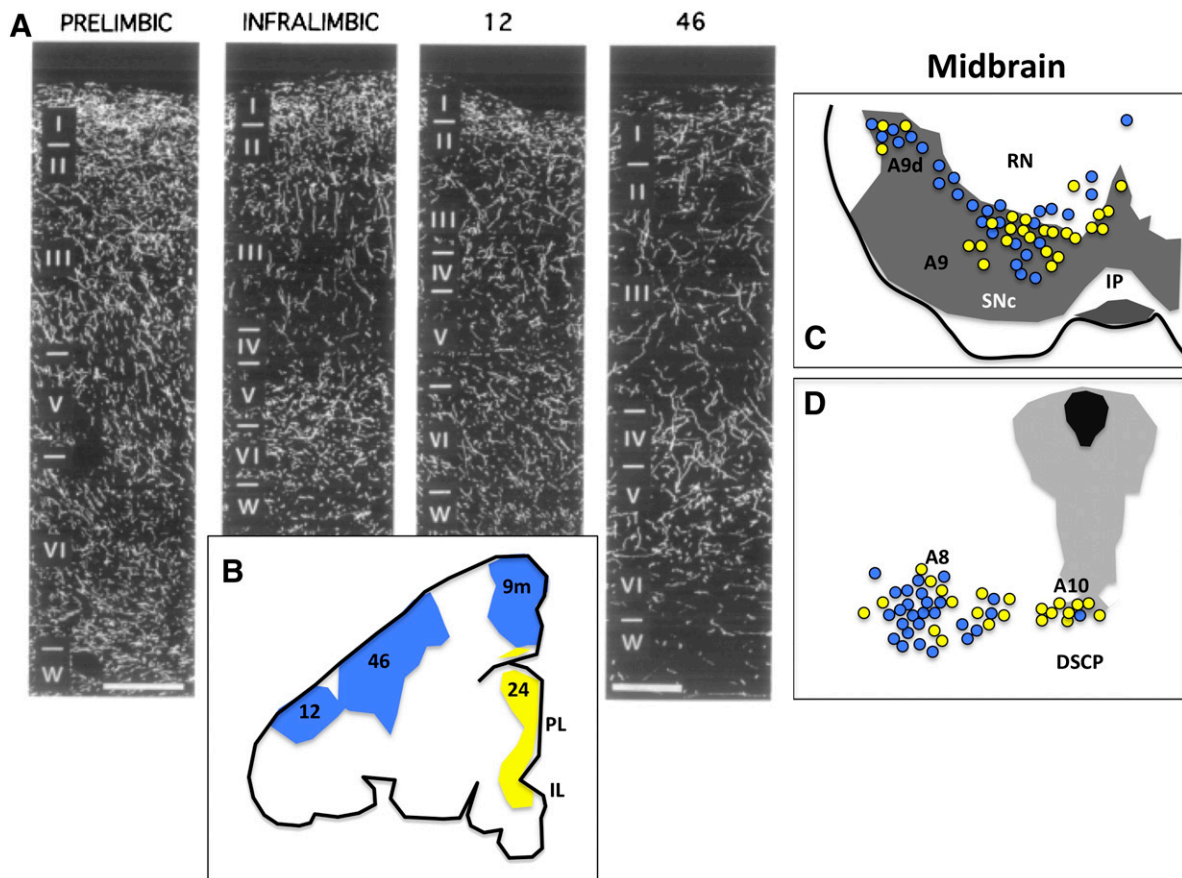 A
PRELIMBIC
I
II
III
V
VI
W
INFRALIMBIC
I
II
III
IV
V
VI
W
12
I
II
III
IV
V
VI
W
46
I
II
III
IV
V
VI
W
B
9m
46
12
24
PL
IL
Midbrain
RN
A9d
A9
IP
SNc
C
D
A8
A10
DSCP